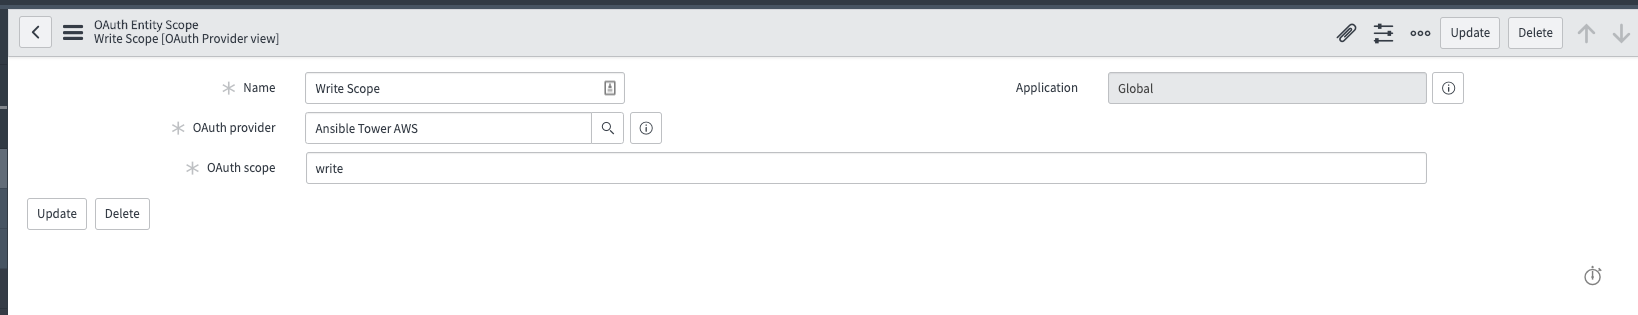 OAuth Entity Scope
Write Scope [OAuth Provider view]
Update
Delete
Name
Write Scope
Application
Global
OAuth provider
Ansible Tower AWS
OAuth scope
write
Update
Delete